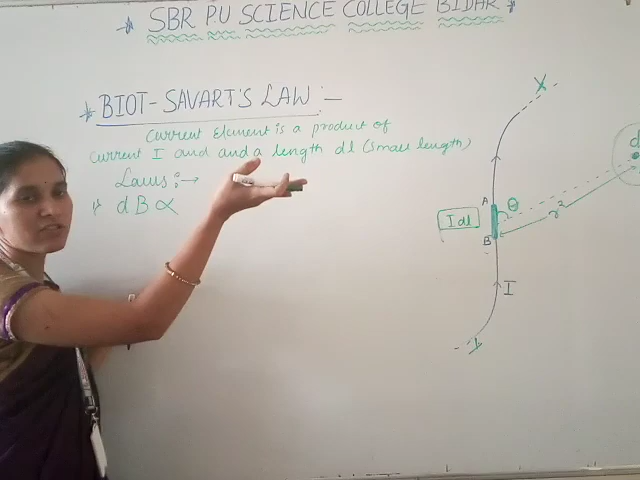 SBR PU SCIENCE COLLEGE BIDAR
BIOT-SAVART'S LAW :-
Current Element is a product of
current I and and a length dl (small length)
Laws :→
dB ∝
X
A
θ
Idl
B
r
I
Y
d